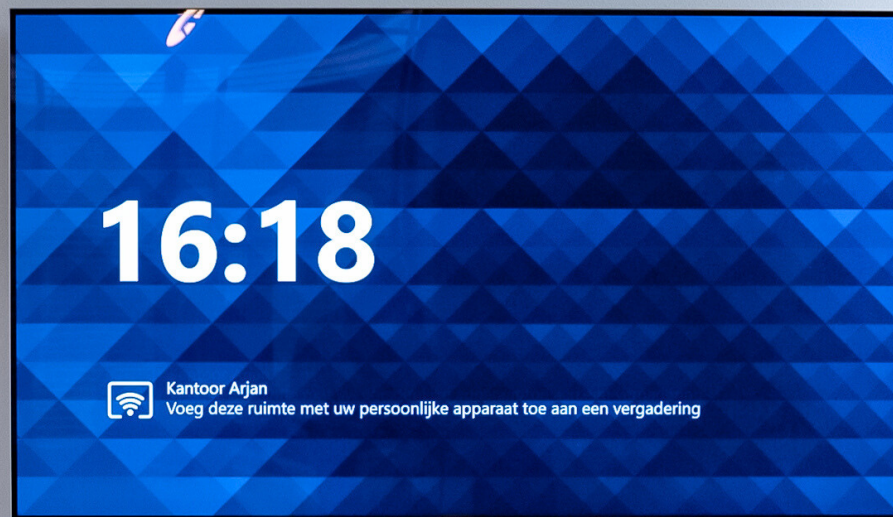 16:18
Kantoor Arjan
Voeg deze ruimte met uw persoonlijke apparaat toe aan een vergadering